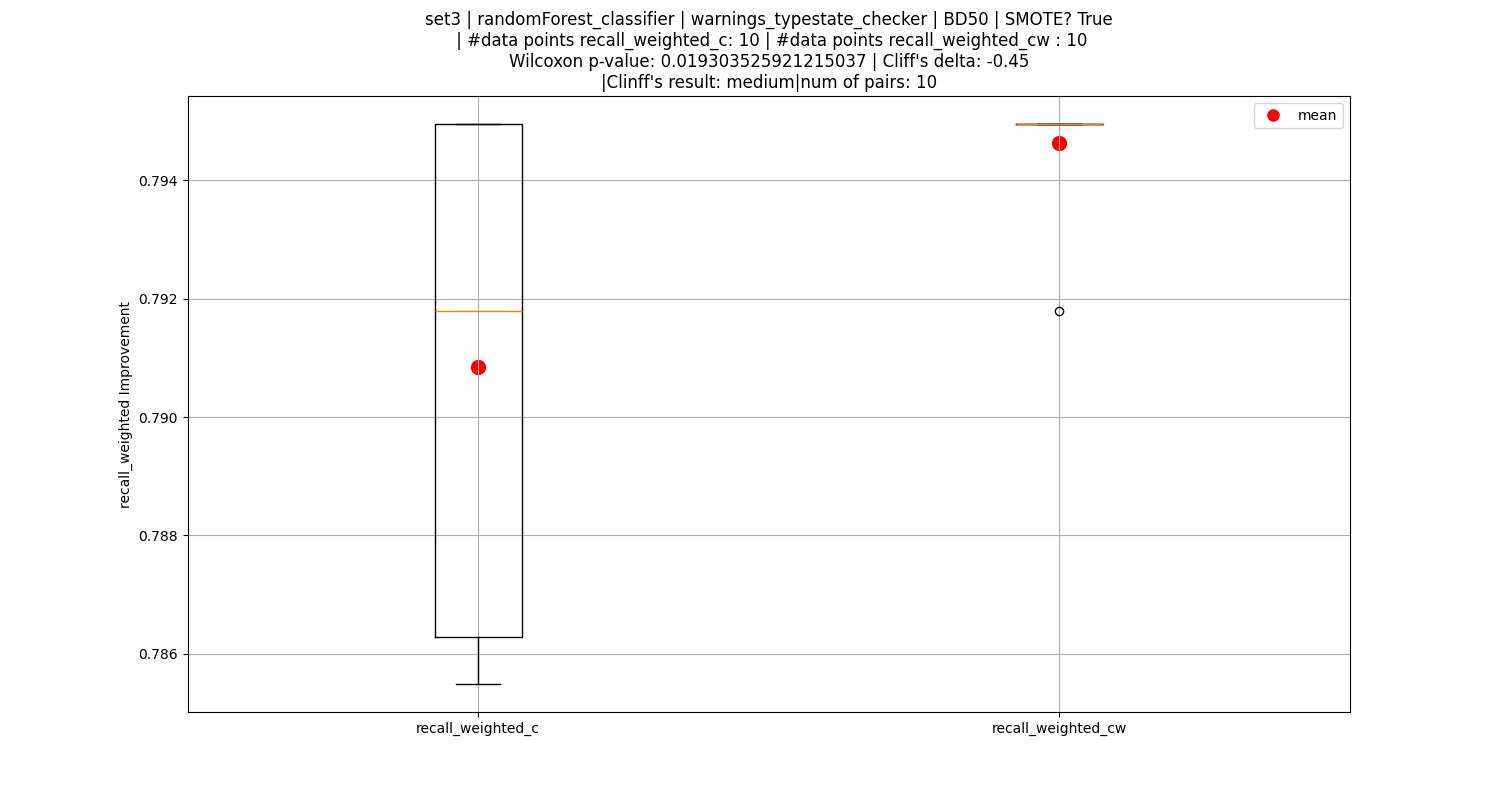 set3 | randomForest_classifier | warnings_typestate_checker | BD50 | SMOTE? True
| #data points recall_weighted_c: 10 | #data points recall_weighted_cw : 10
Wilcoxon p-value: 0.019303525921215037 | Cliff's delta: -0.45
|Clinff's result: medium|num of pairs: 10
mean
0.794
0.792
0.790
0.788
0.786
recall_weighted Improvement
recall_weighted_c
recall_weighted_cw